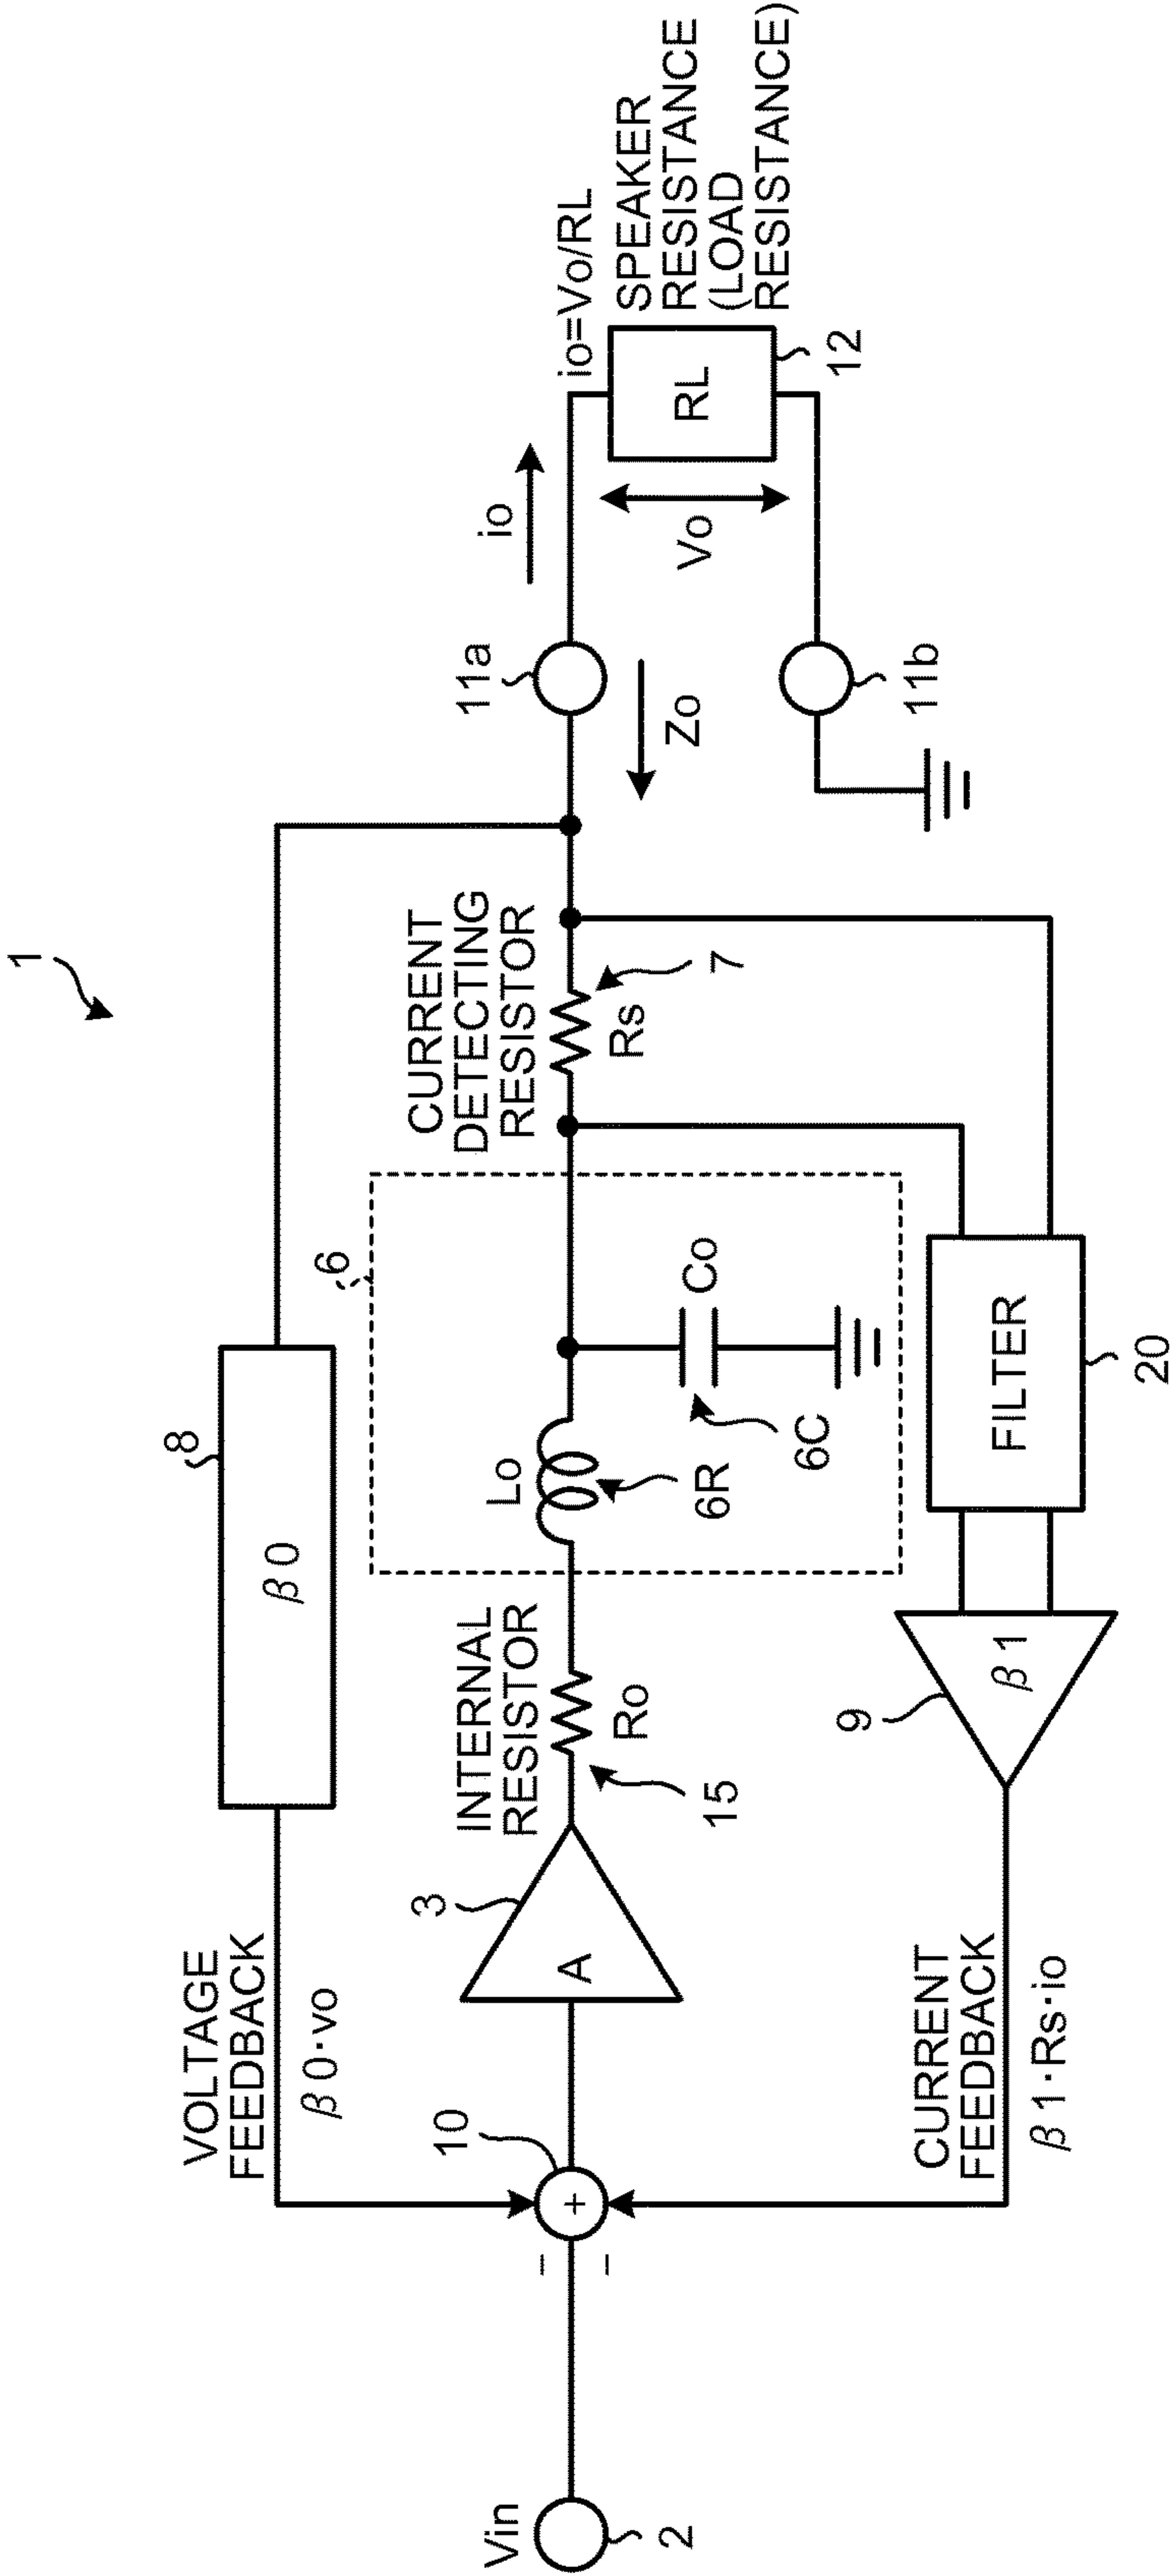 1
VOLTAGE
FEEDBACK
β0·vo
8
β0
6
CURRENT
DETECTING
RESISTOR
Rs
7
INTERNAL
RESISTOR
Ro
15
Lo
6R
Co
6C
Vin
2
10
+
−
−
3
A
11a
io
io=Vo/RL
Zo
Vo
RL
12
SPEAKER
RESISTANCE
(LOAD
RESISTANCE)
11b
CURRENT
FEEDBACK
β1·Rs·io
9
β1
FILTER
20